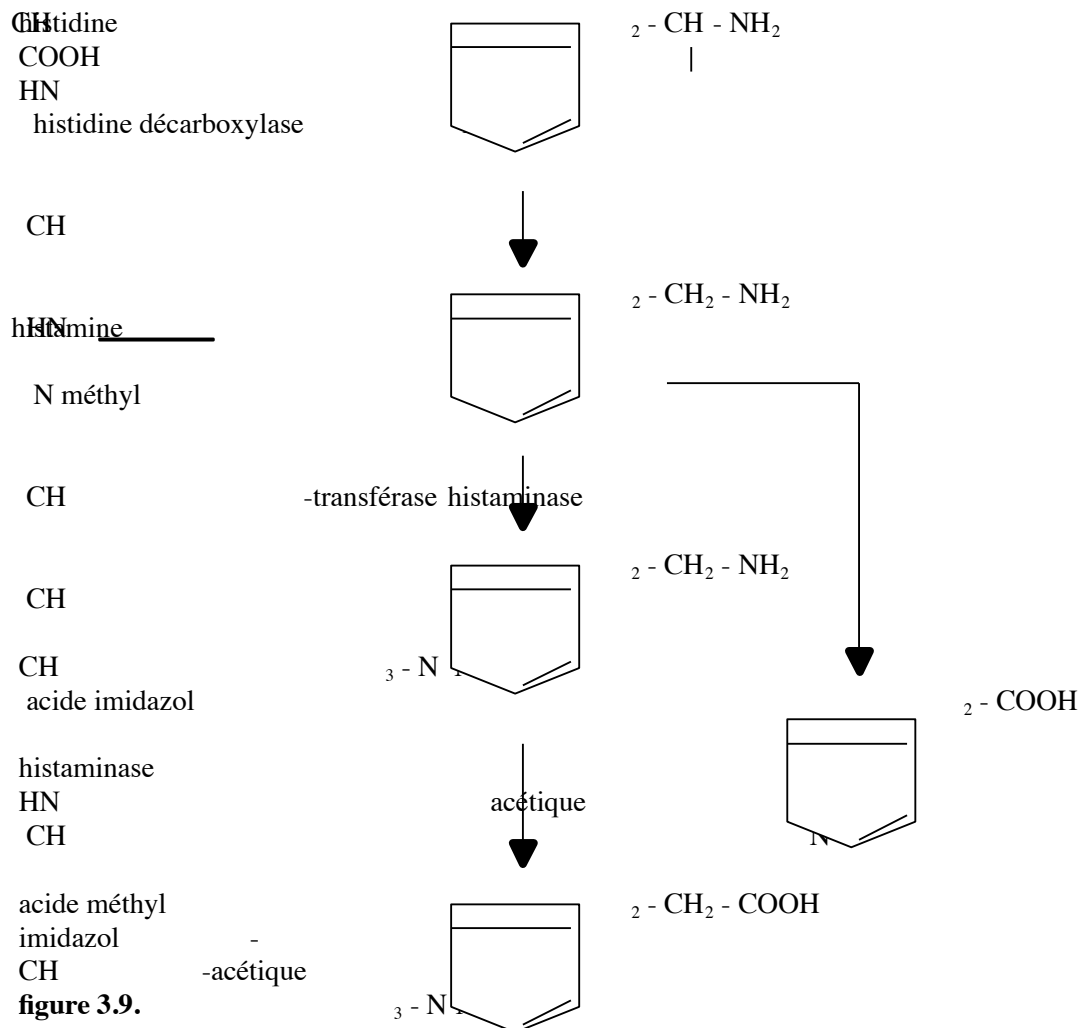 histidine CH₂ - CH - NH₂
COOH
HN
histidine décarboxylase
CH
₂ - CH₂ - NH₂
histamine HN
N méthyl
CH -transférase histaminase
₂ - CH₂ - NH₂
CH
CH ₃ - N
acide imidazol ₂ - COOH
histaminase
HN acétique
CH N
acide méthyl ₂ - CH₂ - COOH
imidazol -
CH -acétique
figure 3.9. ₃ - N